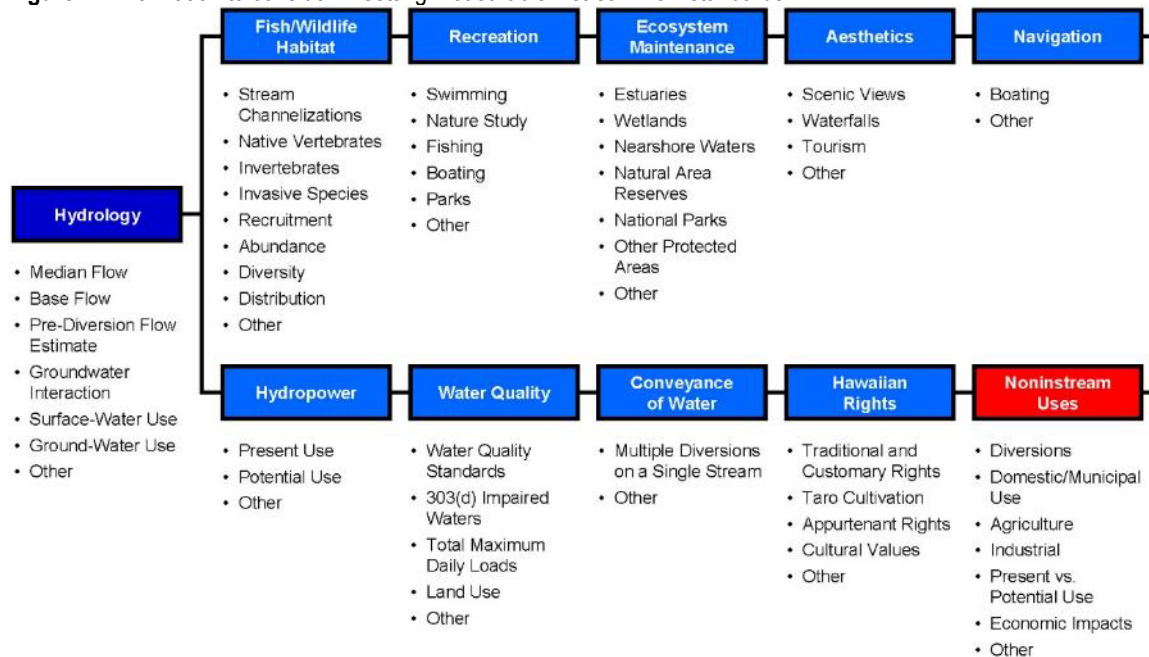 Fish/Wildlife
Habitat
Stream
Channelizations
Native Vertebrates
Invertebrates
Invasive Species
Recruitment
Abundance
Diversity
Distribution
Other
Recreation
Swimming
Nature Study
Fishing
Boating
Parks
Other
Ecosystem
Maintenance
Estuaries
Wetlands
Nearshore Waters
Natural Area
Reserves
National Parks
Other Protected
Areas
Other
Aesthetics
Scenic Views
Waterfalls
Tourism
Other
Navigation
Boating
Other
Hydrology
Median Flow
Base Flow
Pre-Diversion Flow
Estimate
Groundwater
Interaction
Surface-Water Use
Ground-Water Use
Other
Hydropower
Present Use
Potential Use
Other
Water Quality
Water Quality
Standards
303(d) Impaired
Waters
Total Maximum
Daily Loads
Land Use
Other
Conveyance
of Water
Multiple Diversions
on a Single Stream
Other
Hawaiian
Rights
Traditional and
Customary Rights
Taro Cultivation
Appurtenant Rights
Cultural Values
Other
Noninstream
Uses
Diversions
Domestic/Municipal
Use
Agriculture
Industrial
Present vs.
Potential Use
Economic Impacts
Other